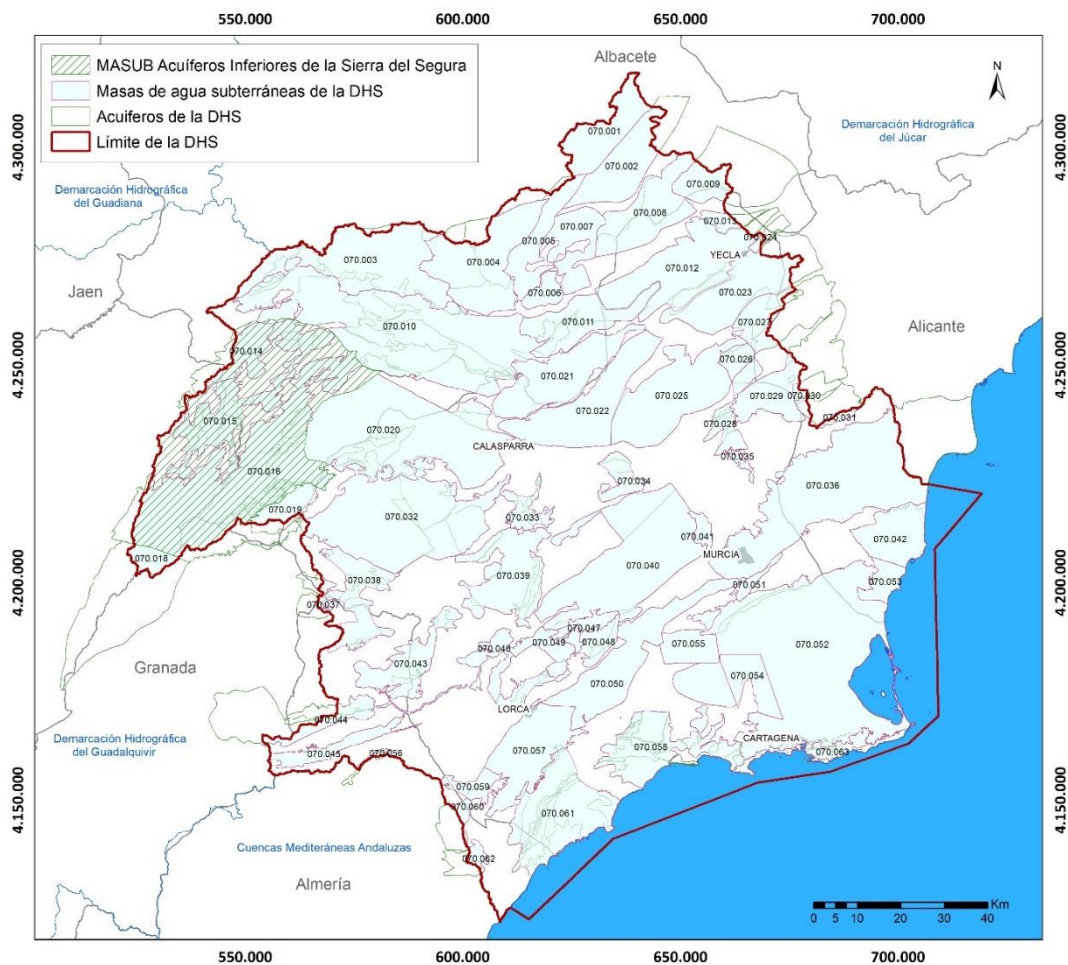 550.000 600.000 650.000 700.000
MASUB Acuíferos Inferiores de la Sierra del Segura
Masas de agua subterráneas de la DHS
Acuiferos de la DHS
Límite de la DHS
Albacete
N
Demarcación Hidrográfica
del Júcar
4.300.000
4.300.000
070.001
070.002
070.009
Demarcación Hidrográfica
del Guadiana
070.008
070.007
070.005
070.024
YECLA
070.003
070.004
070.012
Jaen
070.006
070.023
070.010
070.011
070.027
Alicante
4.250.000
4.250.000
070.014
070.026
070.021
070.025
070.029
070.030
070.015
070.022
070.031
070.020
070.028
CALASPARRA
070.035
070.016
070.034
070.036
070.019
070.032
070.033
070.041
070.042
MURCIA
070.018
070.040
4.200.000
4.200.000
070.038
070.039
070.051
070.053
070.037
070.047
070.049
070.048
070.055
070.052
070.046
070.043
Granada
070.050
070.054
LORCA
070.044
Demarcación Hidrográfica
del Guadalquivir
CARTAGENA
070.045
070.056
070.057
070.058
070.063
070.059
070.060
070.061
4.150.000
4.150.000
Cuencas Mediteráneas Andaluzas
070.062
Almería
Km
0 5 10 20 30 40
550.000 600.000 650.000 700.000